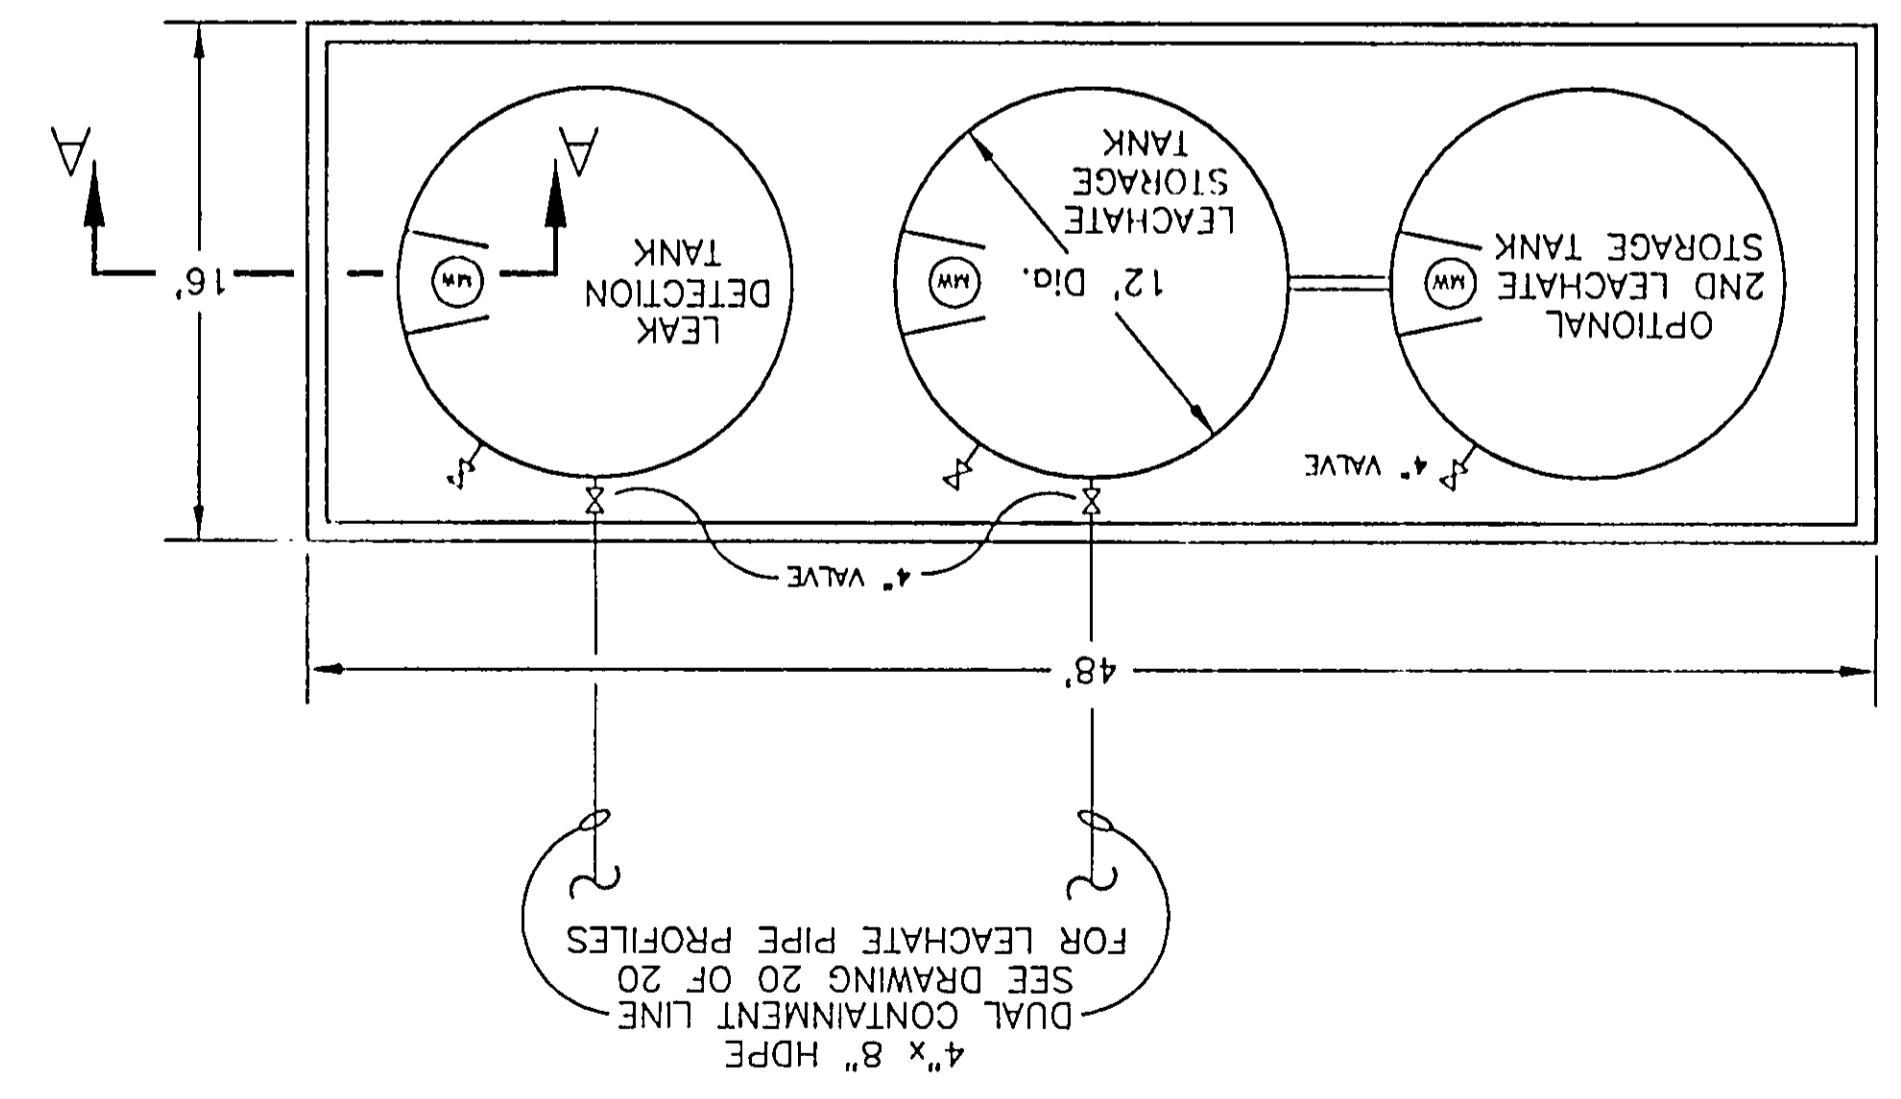 4"x 8" HDPE
DUAL CONTAINMENT LINE
SEE DRAWING 20 OF 20
FOR LEACHATE PIPE PROFILES
48'
4" VALVE
4" VALVE
OPTIONAL
2ND LEACHATE
STORAGE TANK
MW
12' Dia.
LEACHATE
STORAGE
TANK
MW
LEAK
DETECTION
TANK
MW
16'
A
A